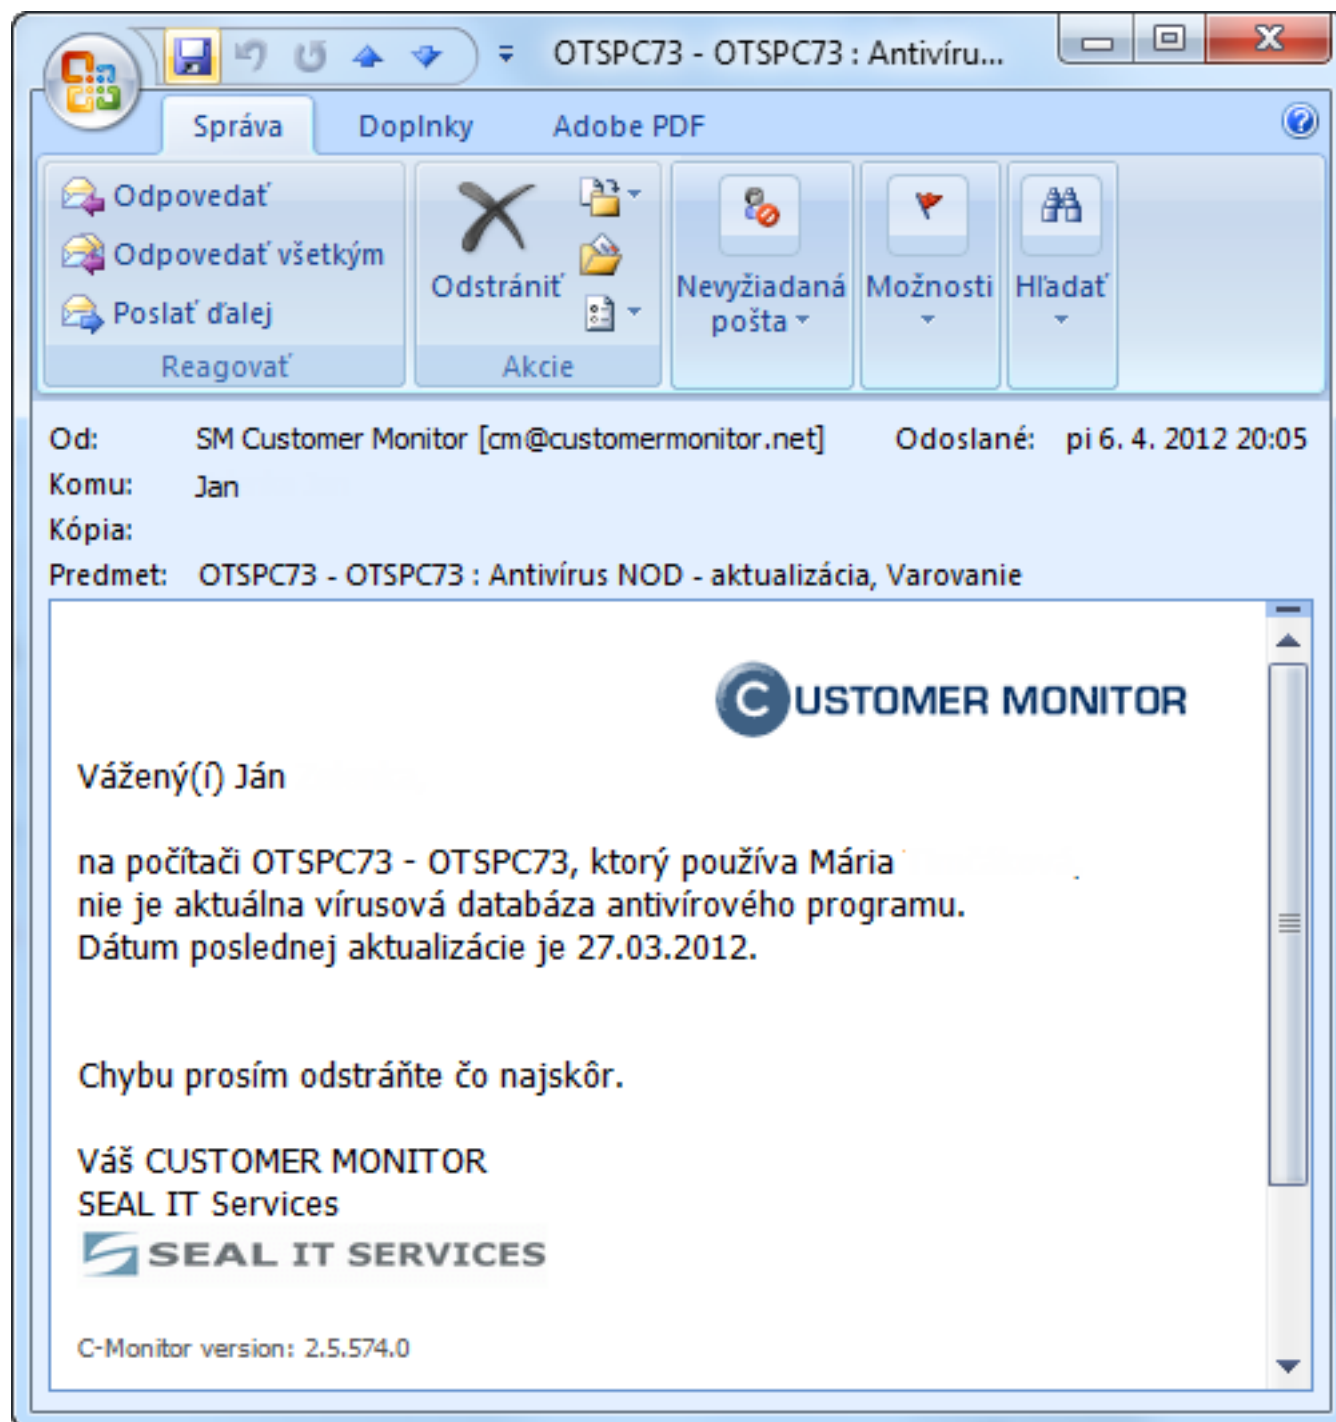 OTSPC73 - OTSPC73 : Antivíru...
Správa Doplnky Adobe PDF
Odpovedať
Odpovedať všetkým
Poslať ďalej
Reagovať
Odstrániť
Akcie
Nevyžiadaná pošta
Možnosti
Hľadať
Od: SM Customer Monitor [cm@customermonitor.net] Odoslané: pi 6. 4. 2012 20:05
Komu: Jan
Kópia:
Predmet: OTSPC73 - OTSPC73 : Antivírus NOD - aktualizácia, Varovanie
CUSTOMER MONITOR
Vážený(í) Ján
na počítači OTSPC73 - OTSPC73, ktorý používa Mária
nie je aktuálna vírusová databáza antivírového programu.
Dátum poslednej aktualizácie je 27.03.2012.
Chybu prosím odstráňte čo najskôr.
Váš CUSTOMER MONITOR
SEAL IT Services
SEAL IT SERVICES
C-Monitor version: 2.5.574.0